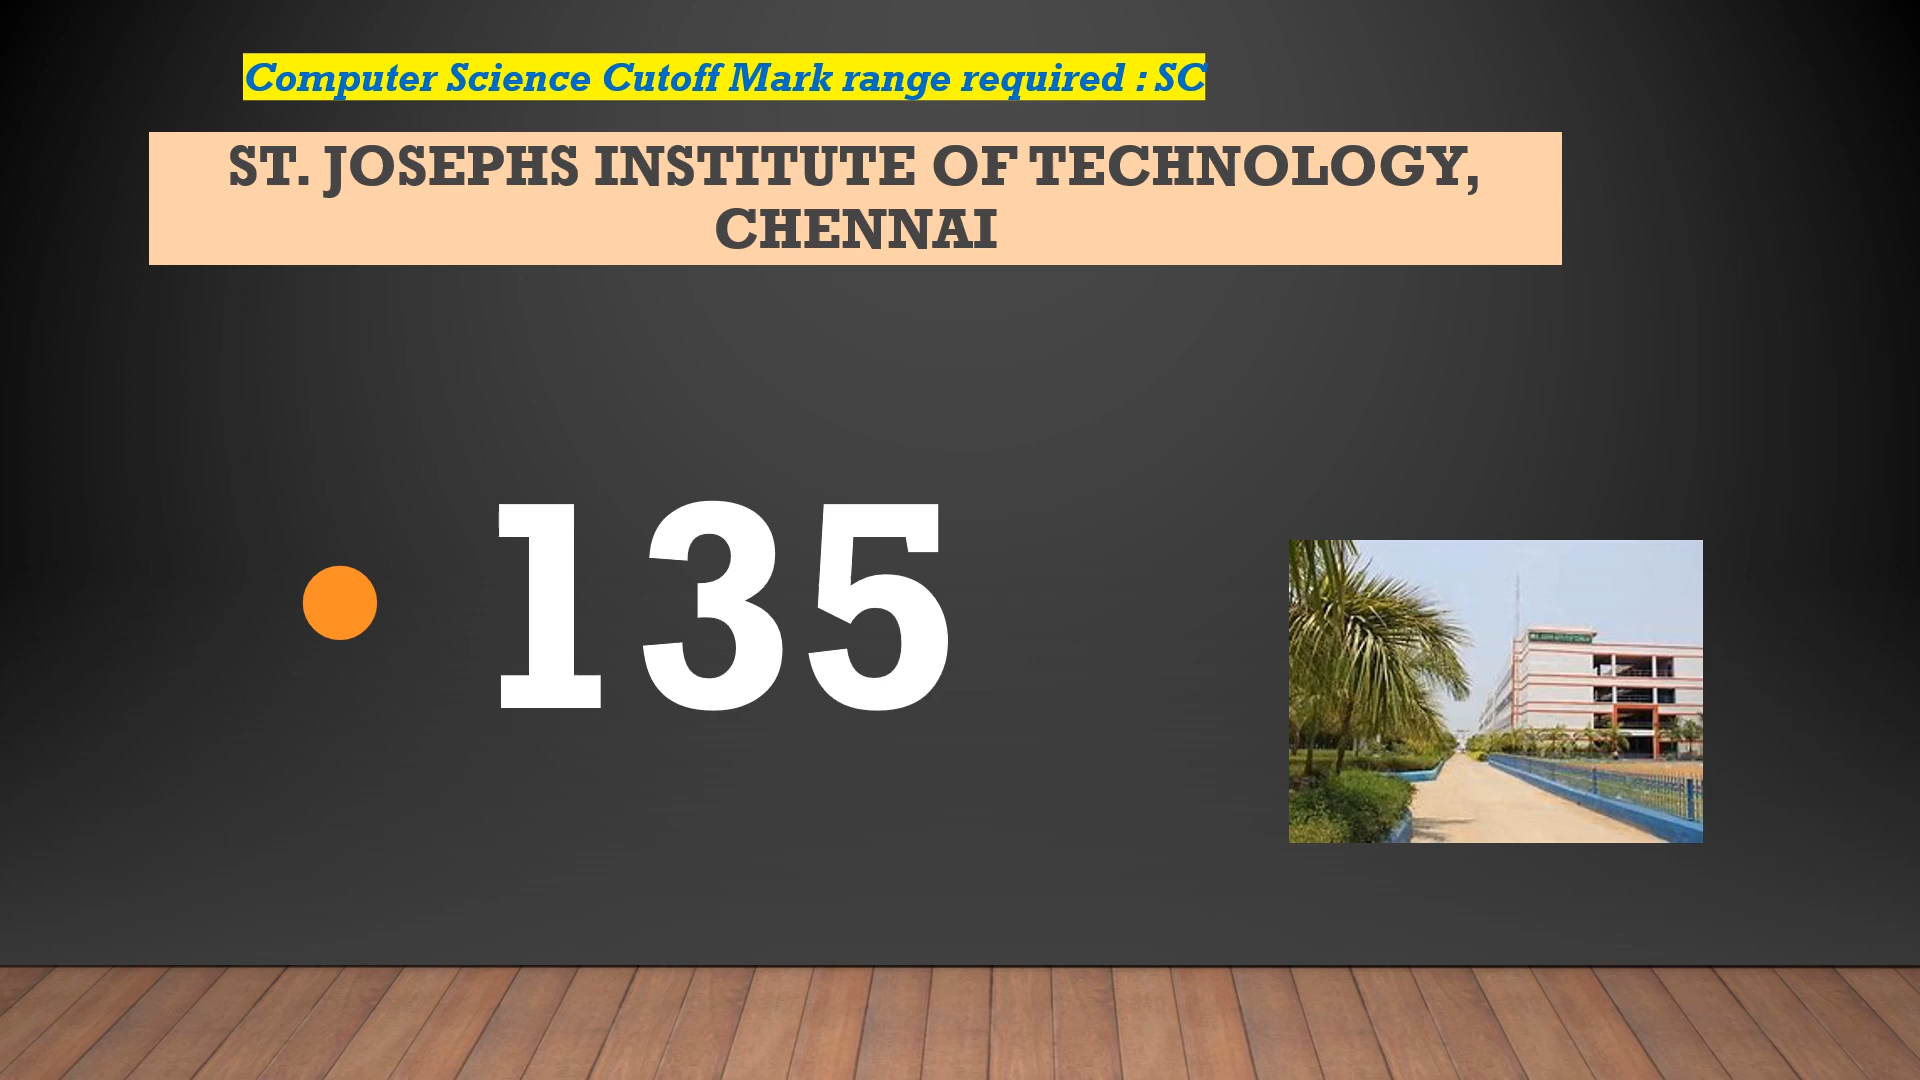 Computer Science Cutoff Mark range required : SC
ST. JOSEPHS INSTITUTE OF TECHNOLOGY,
CHENNAI
135